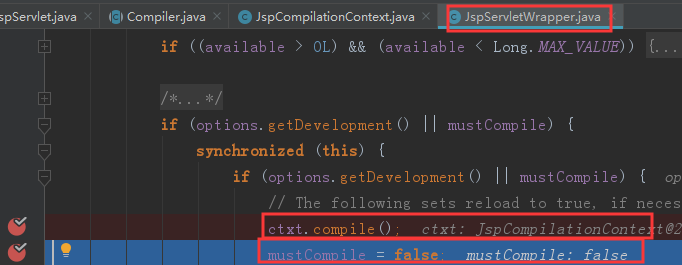 spServlet.java Compiler.java JspCompilationContext.java JspServletWrapper.java
if ((available > 0L) && (available < Long.MAX_VALUE)) {...
/*...*/
if (options.getDevelopment() || mustCompile) {
synchronized (this) {
if (options.getDevelopment() || mustCompile) { op
// The following sets reload to true, if neces
ctxt.compile(); ctxt: JspCompilationContext@2
mustCompile = false; mustCompile: false